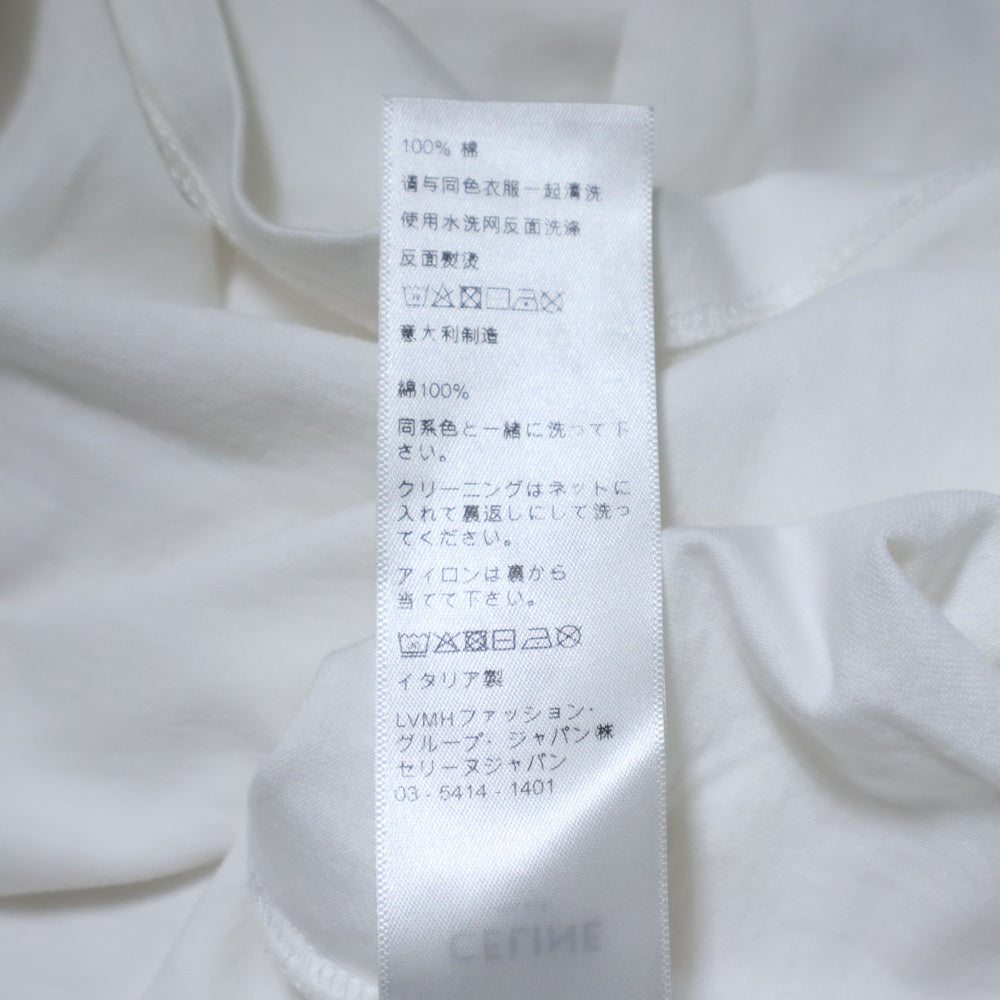 100% 棉
请与同色衣服一起清洗
使用水洗网反面洗涤
反面熨烫
意大利制造
綿100%
同系色と一緒に洗って下
さい。
クリーニングはネットに
入れて裏返しにして洗っ
てください。
アイロンは裏から
当てて下さい。
イタリア製
LVMHファッション・
グループ・ジャパン株
セリーヌジャパン
03 - 5414 - 1401
CELINE